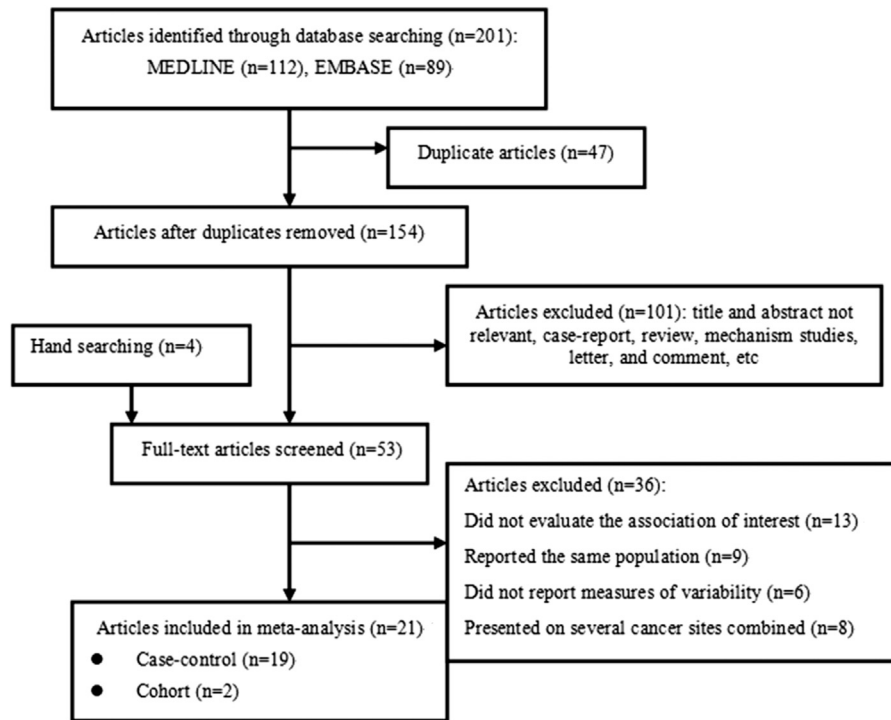 Articles identified through database searching (n=201):
MEDLINE (n=112), EMBASE (n=89)
Duplicate articles (n=47)
Articles after duplicates removed (n=154)
Articles excluded (n=101): title and abstract not
relevant, case-report, review, mechanism studies,
letter, and comment, etc
Hand searching (n=4)
Full-text articles screened (n=53)
Articles excluded (n=36):
Did not evaluate the association of interest (n=13)
Reported the same population (n=9)
Did not report measures of variability (n=6)
Presented on several cancer sites combined (n=8)
Articles included in meta-analysis (n=21)
● Case-control (n=19)
● Cohort (n=2)